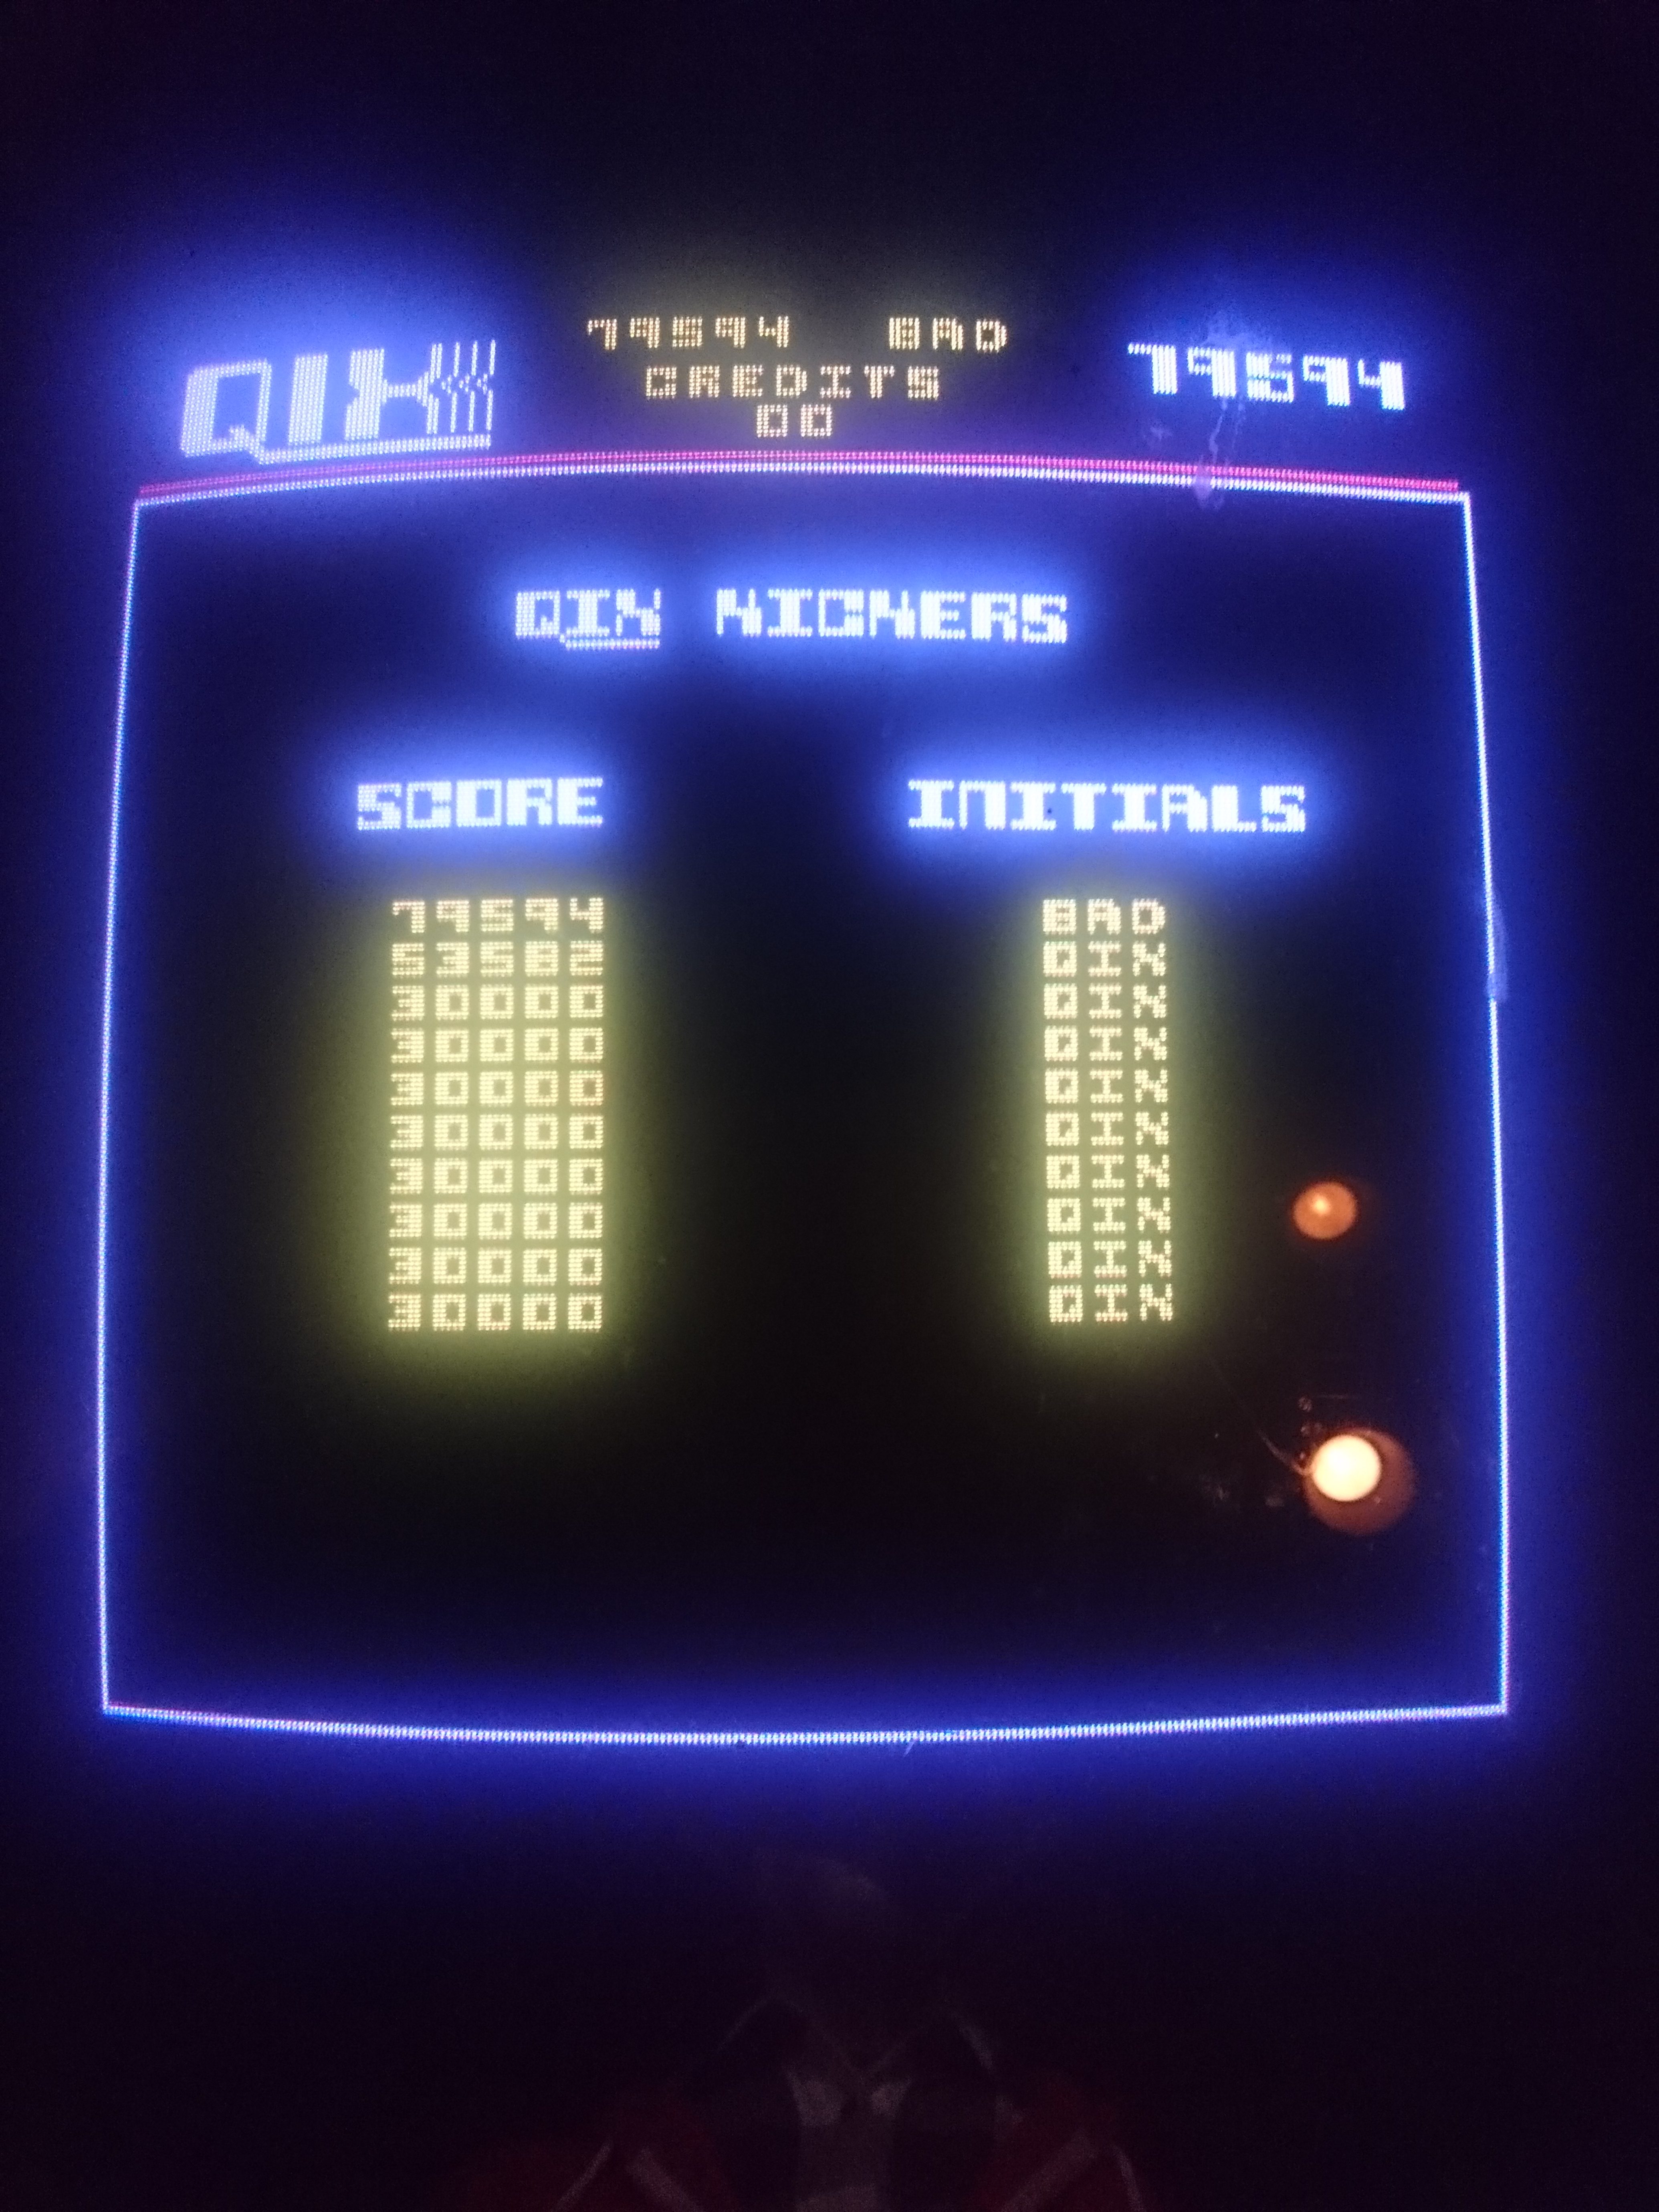 QIX
79594 BAD
CREDITS
00
79594
QIX KICKERS
SCORE INITIALS
79594 BAD
53582 QIX
30000 QIX
30000 QIX
30000 QIX
30000 QIX
30000 QIX
30000 QIX
30000 QIX
30000 QIX